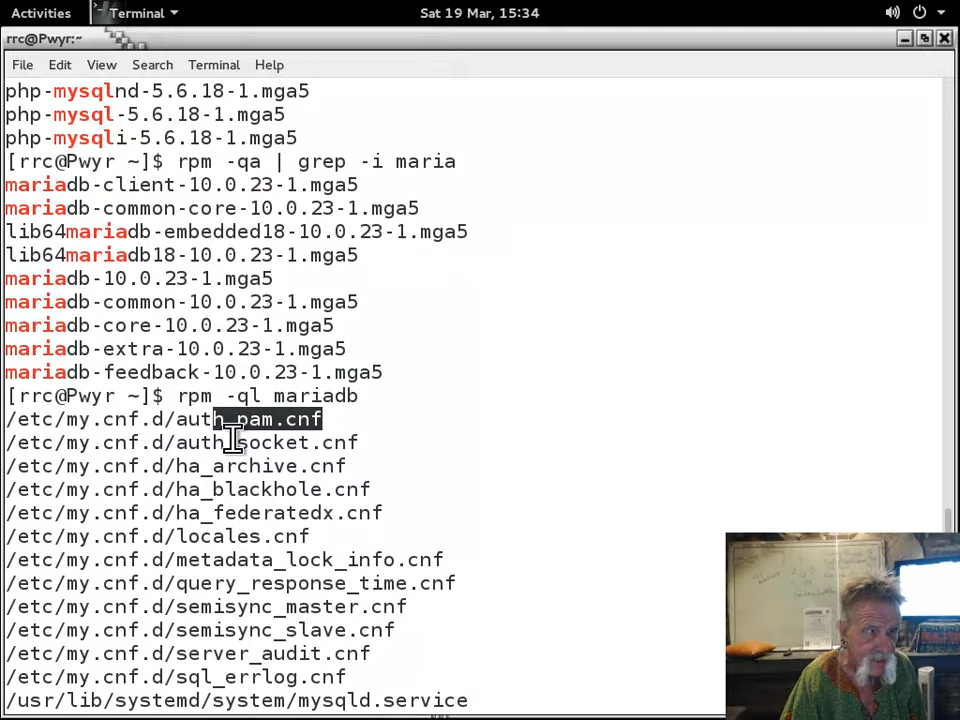 Activities Terminal Sat 19 Mar, 15:34
rrc@Pwyr:~
File Edit View Search Terminal Help
php-mysqlnd-5.6.18-1.mga5
php-mysql-5.6.18-1.mga5
php-mysqli-5.6.18-1.mga5
[rrc@Pwyr ~]$ rpm -qa | grep -i maria
mariadb-client-10.0.23-1.mga5
mariadb-common-core-10.0.23-1.mga5
lib64mariadb-embedded18-10.0.23-1.mga5
lib64mariadb18-10.0.23-1.mga5
mariadb-10.0.23-1.mga5
mariadb-common-10.0.23-1.mga5
mariadb-core-10.0.23-1.mga5
mariadb-extra-10.0.23-1.mga5
mariadb-feedback-10.0.23-1.mga5
[rrc@Pwyr ~]$ rpm -ql mariadb
/etc/my.cnf.d/auth_pam.cnf
/etc/my.cnf.d/auth_socket.cnf
/etc/my.cnf.d/ha_archive.cnf
/etc/my.cnf.d/ha_blackhole.cnf
/etc/my.cnf.d/ha_federatedx.cnf
/etc/my.cnf.d/locales.cnf
/etc/my.cnf.d/metadata_lock_info.cnf
/etc/my.cnf.d/query_response_time.cnf
/etc/my.cnf.d/semisync_master.cnf
/etc/my.cnf.d/semisync_slave.cnf
/etc/my.cnf.d/server_audit.cnf
/etc/my.cnf.d/sql_errlog.cnf
/usr/lib/systemd/system/mysqld.service